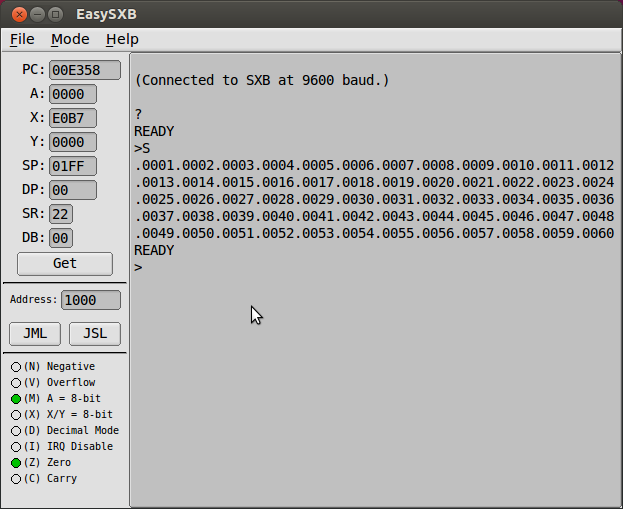 EasySXB
File Mode Help
PC: 00E358
A: 0000
X: E0B7
Y: 0000
SP: 01FF
DP: 00
SR: 22
DB: 00
Get
Address: 1000
JML JSL
(N) Negative
(V) Overflow
(M) A = 8-bit
(X) X/Y = 8-bit
(D) Decimal Mode
(I) IRQ Disable
(Z) Zero
(C) Carry
(Connected to SXB at 9600 baud.)
?
READY
>S
.0001.0002.0003.0004.0005.0006.0007.0008.0009.0010.0011.0012
.0013.0014.0015.0016.0017.0018.0019.0020.0021.0022.0023.0024
.0025.0026.0027.0028.0029.0030.0031.0032.0033.0034.0035.0036
.0037.0038.0039.0040.0041.0042.0043.0044.0045.0046.0047.0048
.0049.0050.0051.0052.0053.0054.0055.0056.0057.0058.0059.0060
READY
>